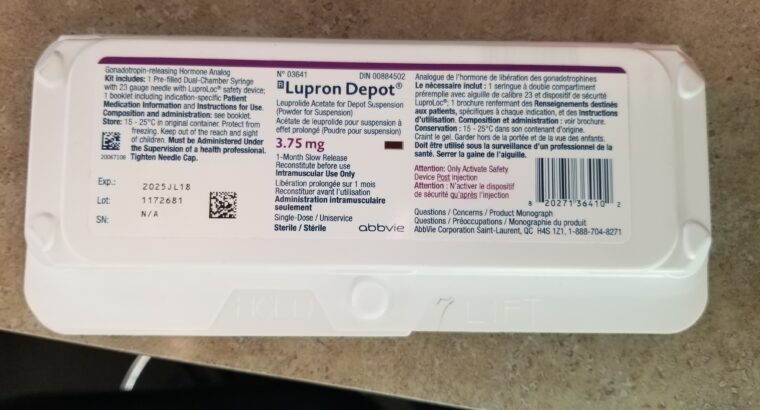 Gonadotropin-releasing Hormone Analog
Kit includes: 1 Pre-filled Dual-Chamber Syringe
with 23 gauge needle with LuproLoc® safety device;
1 booklet including indication-specific Patient
Medication Information and Instructions for Use.
Composition and administration: see booklet.
Store: 15 - 25°C in original container. Protect from
freezing. Keep out of the reach and sight
of children. Must be Administered Under
the Supervision of a health professional.
20067108 Tighten Needle Cap.
Exp.: 2025JL18
Lot: 1172681
SN: N/A
N° 03641 DIN 00884502
Lupron Depot®
Leuprolide Acetate for Depot Suspension
(Powder for Suspension)
Acétate de leuprolide pour suspension à
effet prolongé (Poudre pour suspension)
3.75 mg
1-Month Slow Release
Reconstitute before use
Intramuscular Use Only
Libération prolongée sur 1 mois
Reconstituer avant l'utilisation
Administration intramusculaire
seulement
Single-Dose / Uniservice
Sterile / Stérile
abbvie
Analogue de l'hormone de libération des gonadotrophines
Le nécessaire inclut : 1 seringue à double compartiment
préremplie avec aiguille de calibre 23 et dispositif de sécurité
LuproLoc®; 1 brochure renfermant des Renseignements destinés
aux patients, spécifiques à chaque indication, et des Instructions
d'utilisation. Composition et administration : voir brochure.
Conservation : 15 - 25°C dans son contenant d'origine.
Craint le gel. Garder hors de la portée et de la vue des enfants.
Doit être utilisé sous la surveillance d'un professionnel de la
santé. Serrer la gaine de l'aiguille.
Attention: Only Activate Safety
Device Post Injection
Attention : N'activer le dispositif
de sécurité qu'après l'injection
8 20271 36410 2
Questions / Concerns / Product Monograph
Questions / Préoccupations / Monographie du produit
AbbVie Corporation Saint-Laurent, QC H4S 1Z1, 1-888-704-8271
HOLD 7 LIFT